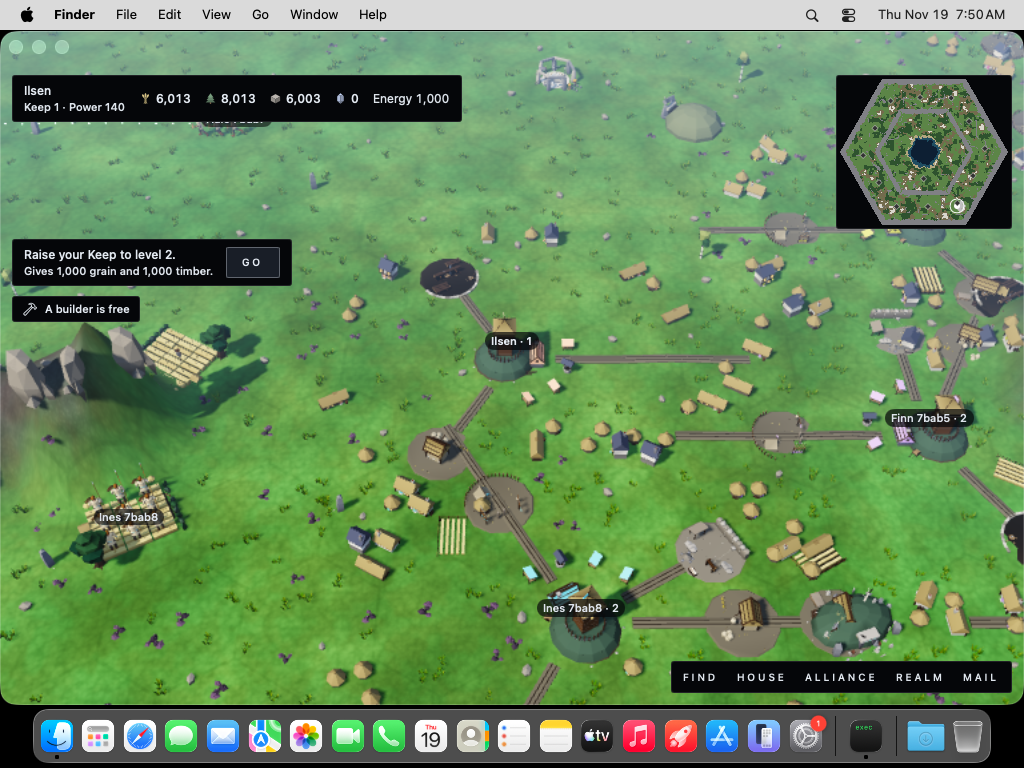 Finder File Edit View Go Window Help Thu Nov 19 7:50 AM
Ilsen
Keep 1 · Power 140
6,013 8,013 6,003 0 Energy 1,000
Raise your Keep to level 2.
Gives 1,000 grain and 1,000 timber.
GO
A builder is free
Ilsen · 1
Finn 7bab5 · 2
Ines 7bab8
Ines 7bab8 · 2
FIND HOUSE ALLIANCE REALM MAIL
Thu
19
tv
1
exec